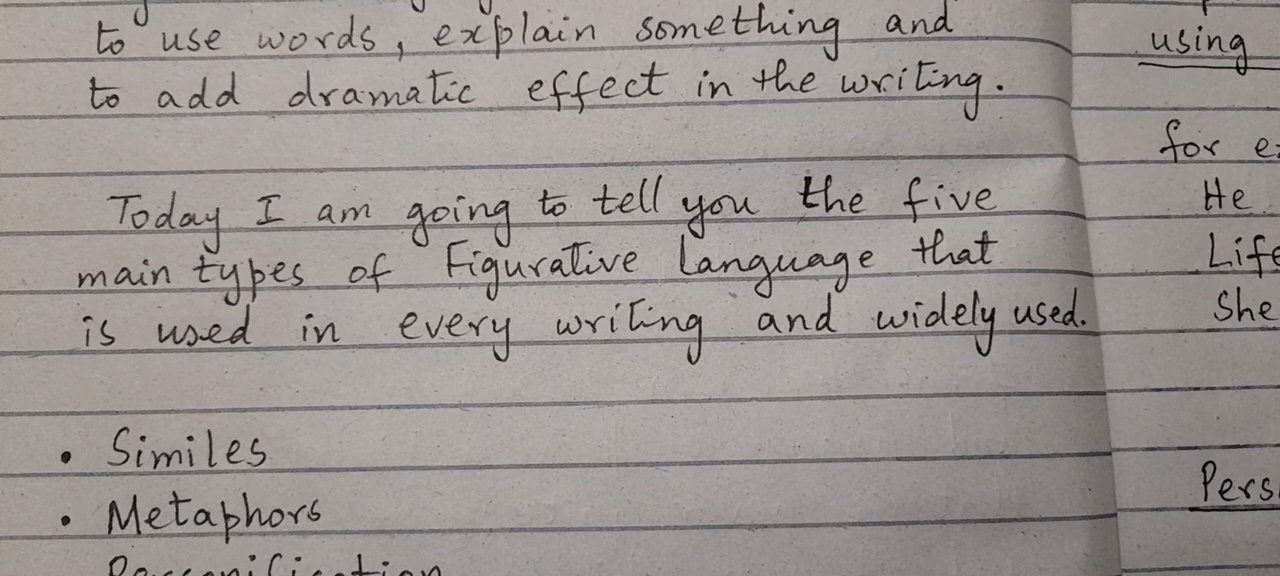 to use words, explain something and
to add dramatic effect in the writing.
Today I am going to tell you the five
main types of Figurative Language that
is used in every writing and widely used.
• Similes
• Metaphors
Personification
using
for
He
Life
She